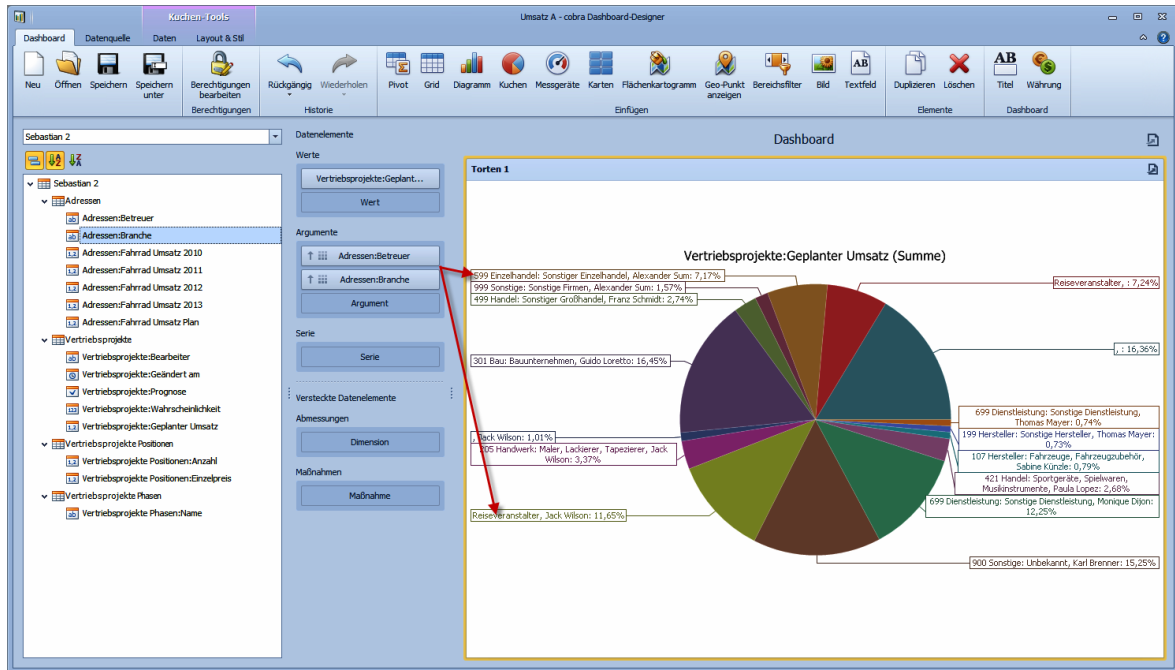 Kuchen-Tools
Umsatz A - cobra Dashboard-Designer
Dashboard
Datenquelle
Daten
Layout & Stil
Neu
Öffnen
Speichern
Speichern unter
Berechtigungen bearbeiten
Rückgängig
Wiederholen
Pivot
Grid
Diagramm
Kuchen
Messgeräte
Karten
Flächenkartogramm
Geo-Punkt anzeigen
Bereichsfilter
Bild
Textfeld
Duplizieren
Löschen
Titel
Währung
Berechtigungen
Historie
Einfügen
Elemente
Dashboard
Sebastian 2
Sebastian 2
Adressen
Adressen:Betreuer
Adressen:Branche
Adressen:Fahrrad Umsatz 2010
Adressen:Fahrrad Umsatz 2011
Adressen:Fahrrad Umsatz 2012
Adressen:Fahrrad Umsatz 2013
Adressen:Fahrrad Umsatz Plan
Vertriebsprojekte
Vertriebsprojekte:Bearbeiter
Vertriebsprojekte:Geändert am
Vertriebsprojekte:Prognose
Vertriebsprojekte:Wahrscheinlichkeit
Vertriebsprojekte:Geplanter Umsatz
Vertriebsprojekte Positionen
Vertriebsprojekte Positionen:Anzahl
Vertriebsprojekte Positionen:Einzelpreis
Vertriebsprojekte Phasen
Vertriebsprojekte Phasen:Name
Datenelemente
Werte
Vertriebsprojekte:Geplant...
Wert
Argumente
Adressen:Betreuer
Adressen:Branche
Argument
Serie
Serie
Versteckte Datenelemente
Abmessungen
Dimension
Maßnahmen
Maßnahme
Dashboard
Torten 1
Vertriebsprojekte:Geplanter Umsatz (Summe)
599 Einzelhandel: Sonstiger Einzelhandel, Alexander Sum: 7,17%
999 Sonstige: Sonstige Firmen, Alexander Sum: 1,57%
499 Handel: Sonstiger Großhandel, Franz Schmidt: 2,74%
301 Bau: Bauunternehmen, Guido Loretto: 16,45%
, Jack Wilson: 1,01%
205 Handwerk: Maler, Lackierer, Tapezierer, Jack
Wilson: 3,37%
Reiseveranstalter, Jack Wilson: 11,65%
Reiseveranstalter, : 7,24%
, : 16,36%
699 Dienstleistung: Sonstige Dienstleistung,
Thomas Mayer: 0,74%
199 Hersteller: Sonstige Hersteller, Thomas Mayer:
0,73%
107 Hersteller: Fahrzeuge, Fahrzeugzubehör,
Sabine Künzle: 0,79%
421 Handel: Sportgeräte, Spielwaren,
Musikinstrumente, Paula Lopez: 2,68%
699 Dienstleistung: Sonstige Dienstleistung, Monique Dijon:
12,25%
900 Sonstige: Unbekannt, Karl Brenner: 15,25%